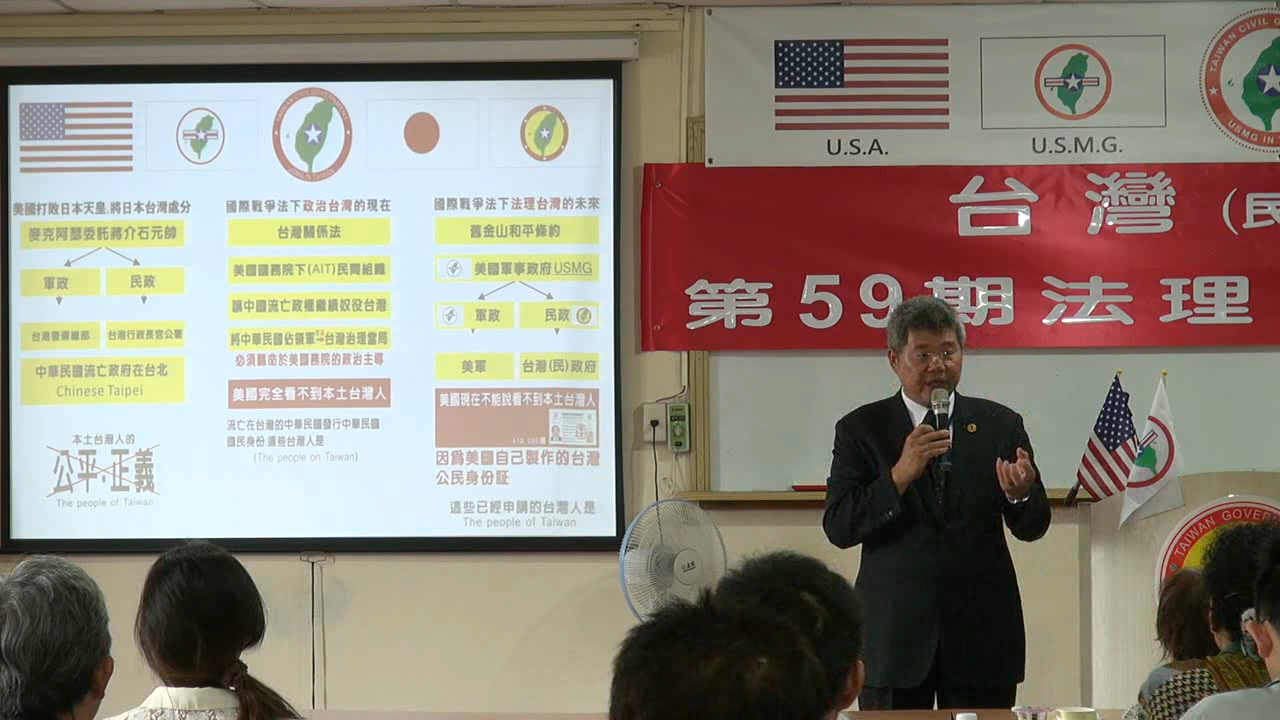 U.S.A.
U.S.M.G.
TAIWAN CIVIL GOVER
USMG IN
台灣(民
第59期法理
美國打敗日本天皇,將日本台灣處分
麥克阿瑟委託蔣介石元帥
軍政
民政
台灣警備總部
台灣行政長官公署
中華民國流亡政府在台北
Chinese Taipei
本土台灣人的
公平.正義
The people of Taiwan
國際戰爭法下政治台灣的現在
台灣關係法
美國國務院下(AIT)民間組織
讓中國流亡政權繼續奴役台灣
將中華民國佔領軍台灣治理當局
必須聽命於美國務院的政治主導
美國完全看不到本土台灣人
流亡在台灣的中華民國發行中華民國
國民身份 這些台灣人是
(The people on Taiwan)
國際戰爭法下法理台灣的未來
舊金山和平條約
美國軍事政府USMG
軍政
民政
美軍
台灣(民)政府
美國現在不能說看不到本土台灣人
因為美國自己製作的台灣
公民身份証
這些已經申請的台灣人是
The people of Taiwan
TAIWAN GOVER